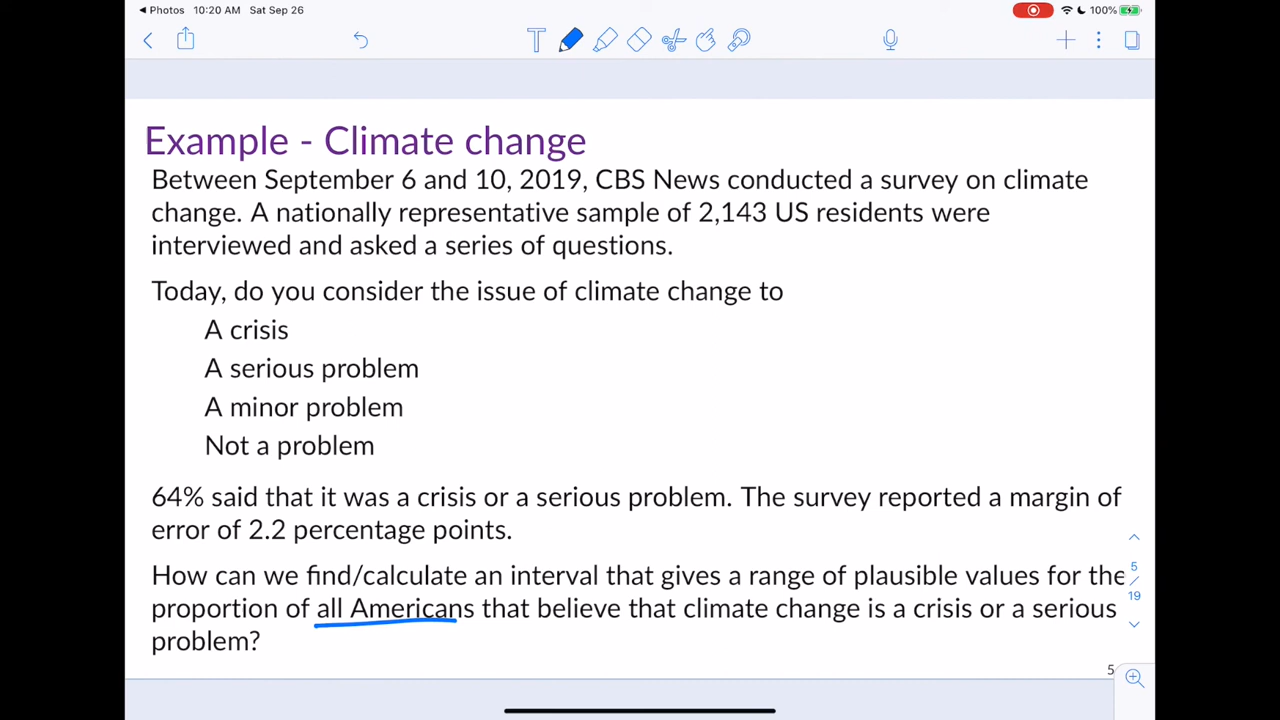 Photos 10:20 AM Sat Sep 26 100%
T
Example - Climate change
Between September 6 and 10, 2019, CBS News conducted a survey on climate
change. A nationally representative sample of 2,143 US residents were
interviewed and asked a series of questions.
Today, do you consider the issue of climate change to
A crisis
A serious problem
A minor problem
Not a problem
64% said that it was a crisis or a serious problem. The survey reported a margin of
error of 2.2 percentage points.
How can we find/calculate an interval that gives a range of plausible values for the
proportion of all Americans that believe that climate change is a crisis or a serious
problem?
5
/
19
5